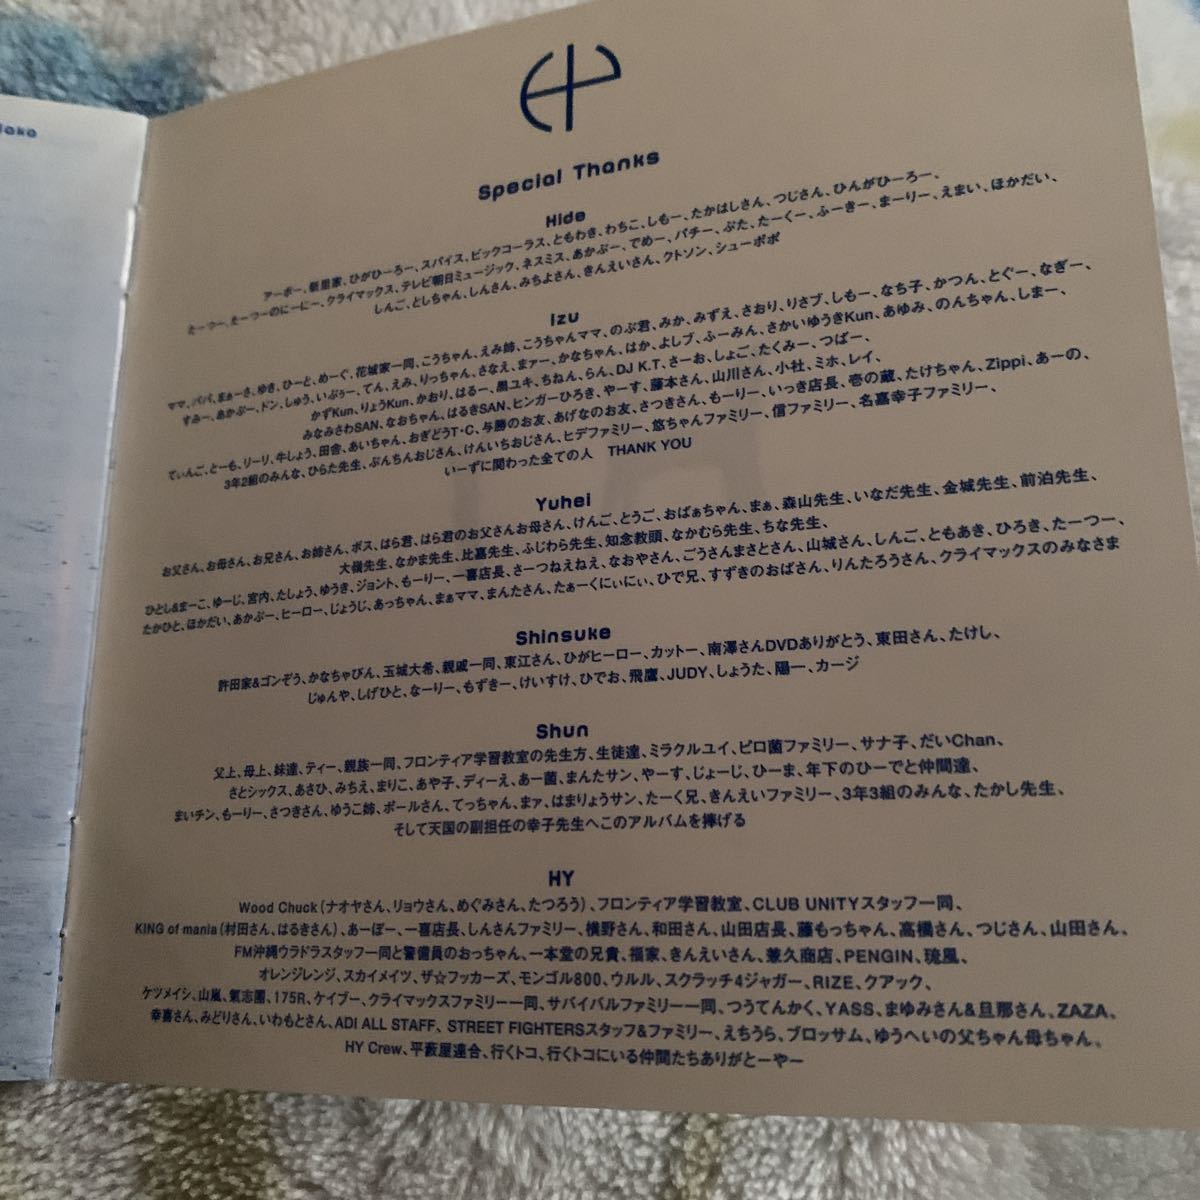 Special Thanks
Hide
アーボー、新里家、ひがひーろー、スパイス、ビックコーラス、ともわき、わちこ、しもー、たかはしさん、つじさん、ひんがひーろー、
たーつー、たーつーのにーにー、クライマックス、テレビ朝日ミュージック、ネスミス、あかぷー、でめー、パチー、ぶた、たーくー、ふーきー、まーりー、えまい、ほかだい、
しんご、としちゃん、しんさん、みちよさん、きんえいさん、クトソン、シューポポ
Izu
ママ、パパ、まぁーさ、ゆき、ひーと、めーぐ、花城家一同、こうちゃん、えみ姉、こうちゃんママ、のぶ君、みか、みずえ、さおり、りさブ、しもー、なち子、かつん、とぐー、なぎー、
すみー、あかぷー、ドン、しゅう、いぶぅー、てん、えみ、りっちゃん、さなえ、まァー、かなちゃん、はか、よしブ、ふーみん、さかいゆうきKun、あゆみ、のんちゃん、しまー、
かずKun、りょうKun、かおり、はるー、黒ユキ、ちねん、らん、DJ K.T、さーお、しょご、たくみー、つばー、
みなみさわSAN、なおちゃん、はるきSAN、ヒンガーひろき、やーす、藤本さん、山川さん、小社、ミホ、レイ、
てぃんご、とーも、リーリ、牛しょう、田舎、あいちゃん、おぎどうT・C、与勝のお友、あげなのお友、さつきさん、もーりー、いっき店長、壱の蔵、たけちゃん、Zippi、あーの、
3年2組のみんな、ひらた先生、ぶんちんおじさん、けんいちおじさん、ヒデファミリー、悠ちゃんファミリー、信ファミリー、名嘉幸子ファミリー、
いーずに関わった全ての人　THANK YOU
Yuhei
お父さん、お母さん、お兄さん、お姉さん、ボス、はら君、はら君のお父さんお母さん、けんご、とうご、おばぁちゃん、まぁ、森山先生、いなだ先生、金城先生、前泊先生、
大嶺先生、なかま先生、比嘉先生、ふじわら先生、知念教頭、なかむら先生、ちな先生、
ひとし&まーこ、ゆーじ、宮内、たしょう、ゆうき、ジョント、もーりー、一喜店長、さーつねえねえ、なおやさん、ごうさんまさとさん、山城さん、しんご、ともあき、ひろき、たーつー、
たかひと、ほかだい、あかぷー、ヒーロー、じょうじ、あっちゃん、まぁママ、まんたさん、たぁーくにぃにぃ、ひで兄、すずきのおばさん、りんたろうさん、クライマックスのみなさま
Shinsuke
許田家&ゴンぞう、かなちゃびん、玉城大希、親戚一同、東江さん、ひがヒーロー、カットー、南澤さんDVDありがとう、東田さん、たけし、
じゅんや、しげひと、なーりー、もずきー、けいすけ、ひでお、飛鷹、JUDY、しょうた、陽一、カージ
Shun
父上、母上、妹達、ティー、親族一同、フロンティア学習教室の先生方、生徒達、ミラクルユイ、ピロ菌ファミリー、サナ子、だいChan、
さとシックス、あさひ、みちえ、まりこ、あや子、ディーえ、あー菌、まんたサン、やーす、じょーじ、ひーま、年下のひーでと仲間達、
まいチン、もーりー、さつきさん、ゆうこ姉、ポールさん、てっちゃん、まァ、はまりょうサン、たーく兄、きんえいファミリー、3年3組のみんな、たかし先生、
そして天国の副担任の幸子先生へこのアルバムを捧げる
HY
Wood Chuck(ナオヤさん、リョウさん、めぐみさん、たつろう)、フロンティア学習教室、CLUB UNITYスタッフ一同、
KING of mania(村田さん、はるきさん)、あーぼー、一喜店長、しんさんファミリー、横野さん、和田さん、山田店長、藤もっちゃん、高橋さん、つじさん、山田さん、
FM沖縄ウラドラスタッフ一同と警備員のおっちゃん、一本堂の兄貴、福家、きんえいさん、兼久商店、PENGIN、琉風、
オレンジレンジ、スカイメイツ、ザ☆フッカーズ、モンゴル800、ウルル、スクラッチ4ジャガー、RIZE、クアック、
ケツメイシ、山嵐、氣志團、175R、ケイブー、クライマックスファミリー一同、サバイバルファミリー一同、つうてんかく、YASS、まゆみさん&旦那さん、ZAZA、
幸喜さん、みどりさん、いわもとさん、ADI ALL STAFF、STREET FIGHTERSスタッフ&ファミリー、えちうら、ブロッサム、ゆうへいの父ちゃん母ちゃん、
HY Crew、平薮屋連合、行くトコ、行くトコにいる仲間たちありがとーやー